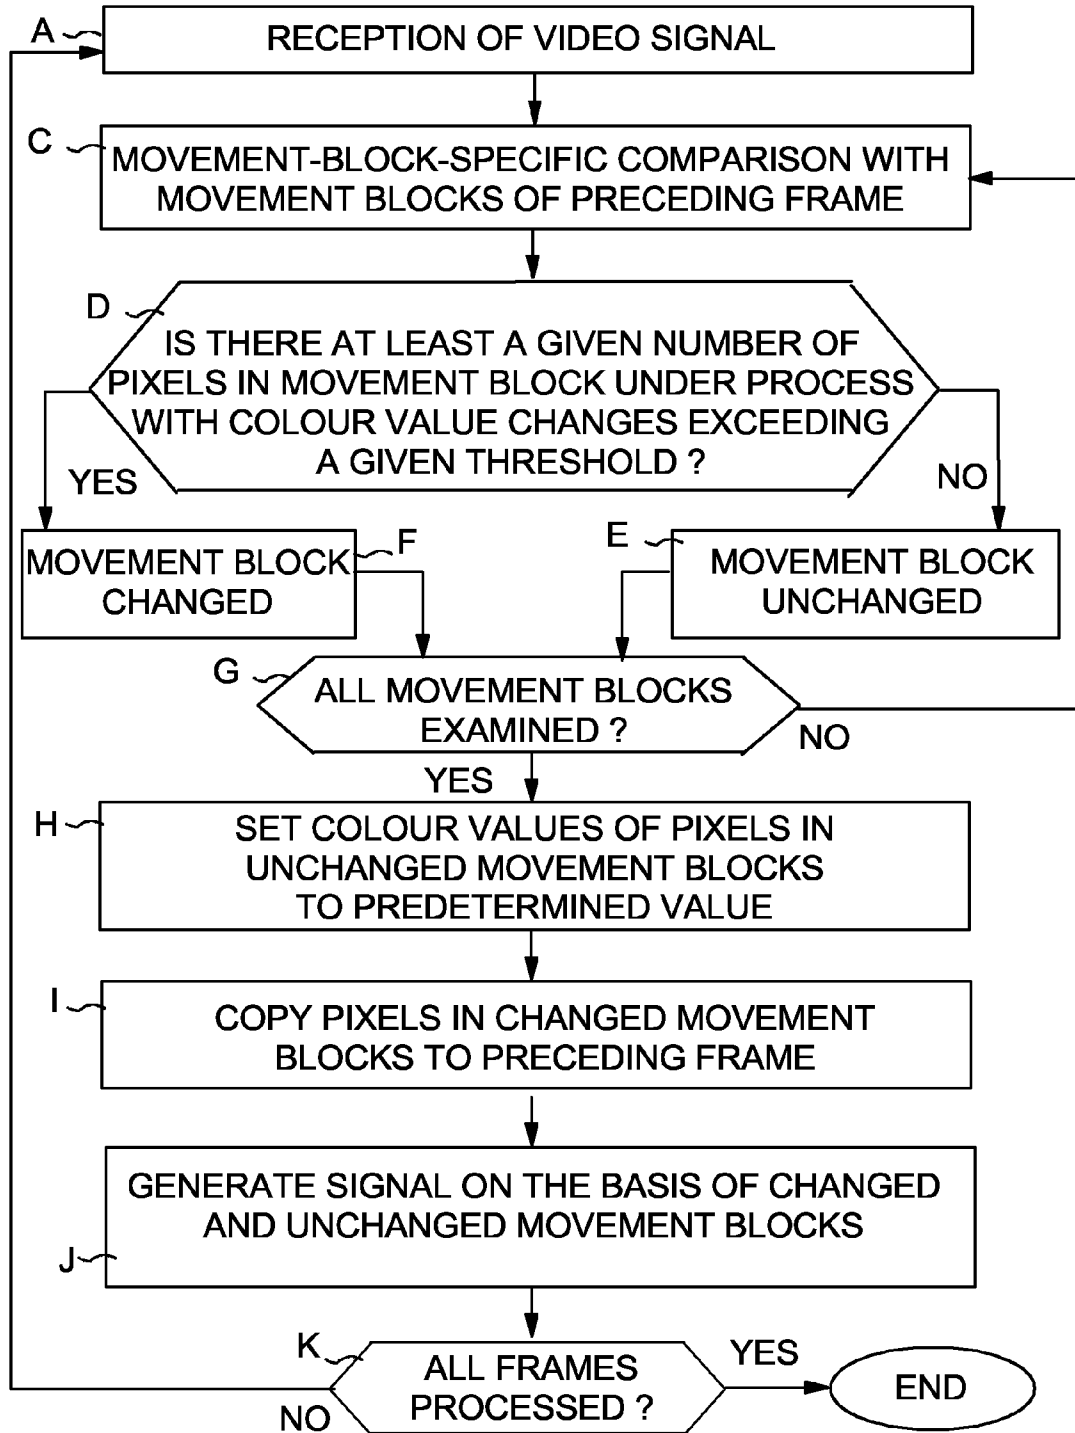 A
RECEPTION OF VIDEO SIGNAL
C
MOVEMENT-BLOCK-SPECIFIC COMPARISON WITH
MOVEMENT BLOCKS OF PRECEDING FRAME
D
IS THERE AT LEAST A GIVEN NUMBER OF
PIXELS IN MOVEMENT BLOCK UNDER PROCESS
WITH COLOUR VALUE CHANGES EXCEEDING
A GIVEN THRESHOLD ?
YES
NO
F
MOVEMENT BLOCK
CHANGED
E
MOVEMENT BLOCK
UNCHANGED
G
ALL MOVEMENT BLOCKS
EXAMINED ?
NO
YES
H
SET COLOUR VALUES OF PIXELS IN
UNCHANGED MOVEMENT BLOCKS
TO PREDETERMINED VALUE
I
COPY PIXELS IN CHANGED MOVEMENT
BLOCKS TO PRECEDING FRAME
GENERATE SIGNAL ON THE BASIS OF CHANGED
AND UNCHANGED MOVEMENT BLOCKS
J
K
ALL FRAMES
PROCESSED ?
YES
NO
END